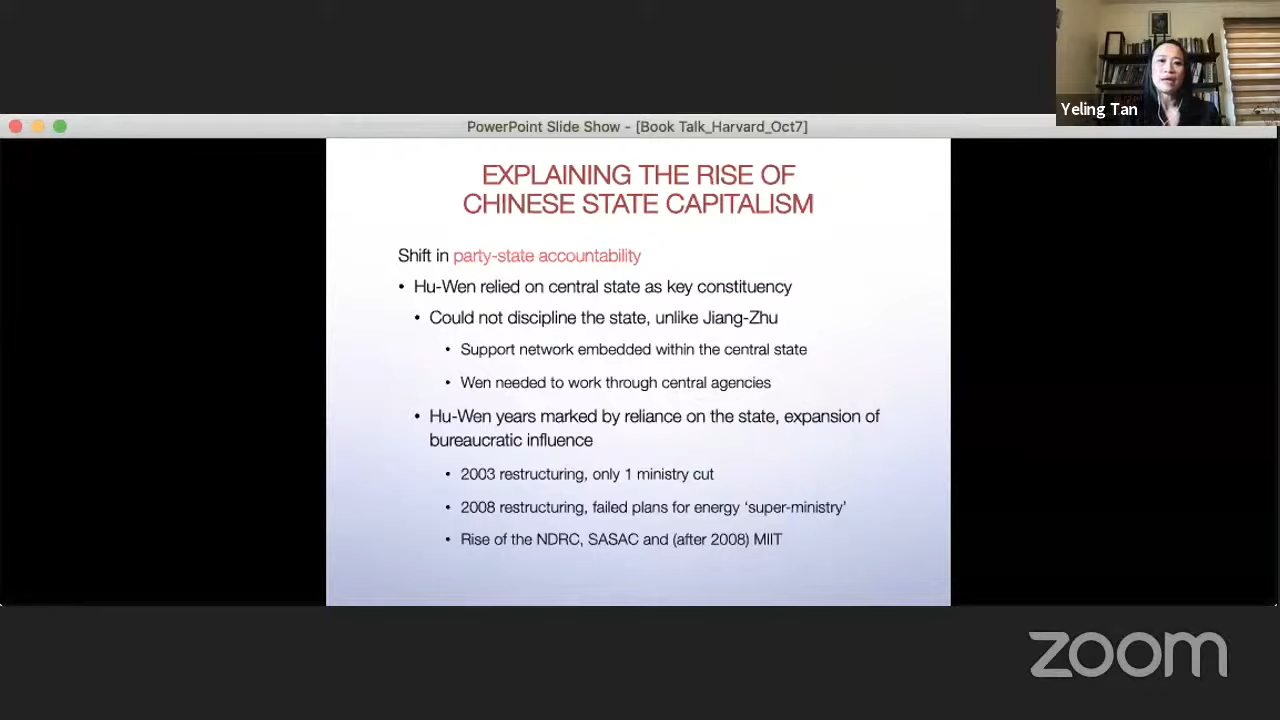 Yeling Tan
PowerPoint Slide Show - [Book Talk_Harvard_Oct7]
EXPLAINING THE RISE OF
CHINESE STATE CAPITALISM
Shift in party-state accountability
• Hu-Wen relied on central state as key constituency
• Could not discipline the state, unlike Jiang-Zhu
• Support network embedded within the central state
• Wen needed to work through central agencies
• Hu-Wen years marked by reliance on the state, expansion of
bureaucratic influence
• 2003 restructuring, only 1 ministry cut
• 2008 restructuring, failed plans for energy ‘super-ministry’
• Rise of the NDRC, SASAC and (after 2008) MIIT
zoom